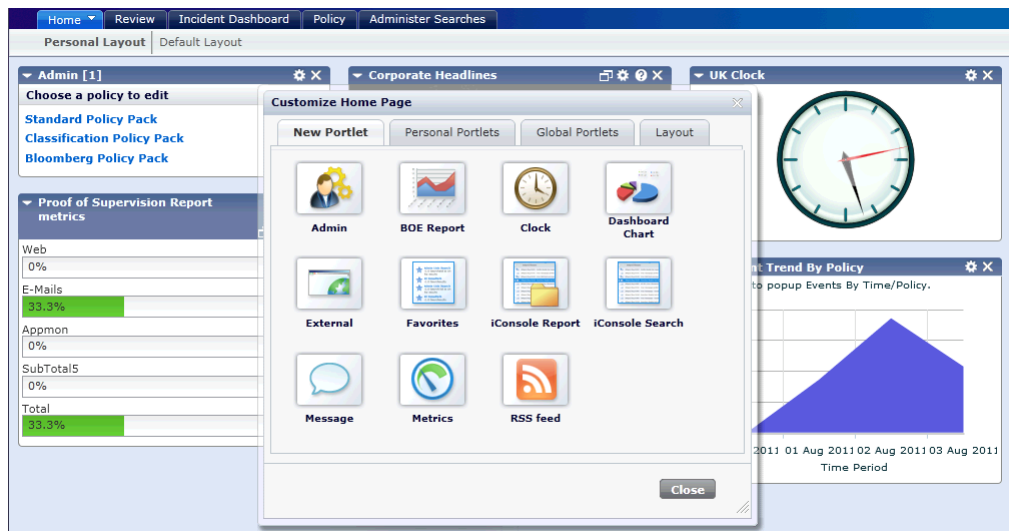 Home Review Incident Dashboard Policy Administer Searches
Personal Layout Default Layout
Admin [1]
Choose a policy to edit
Standard Policy Pack
Classification Policy Pack
Bloomberg Policy Pack
Proof of Supervision Report
metrics
Web
0%
E-Mails
33.3%
Appmon
0%
SubTotal5
0%
Total
33.3%
Corporate Headlines
UK Clock
Customize Home Page
New Portlet Personal Portlets Global Portlets Layout
Admin BOE Report Clock Dashboard
Chart
External Favorites iConsole Report iConsole Search
Message Metrics RSS feed
Close
Trend By Policy
to popup Events By Time/Policy.
2011 01 Aug 2011 02 Aug 2011 03 Aug 2011
Time Period